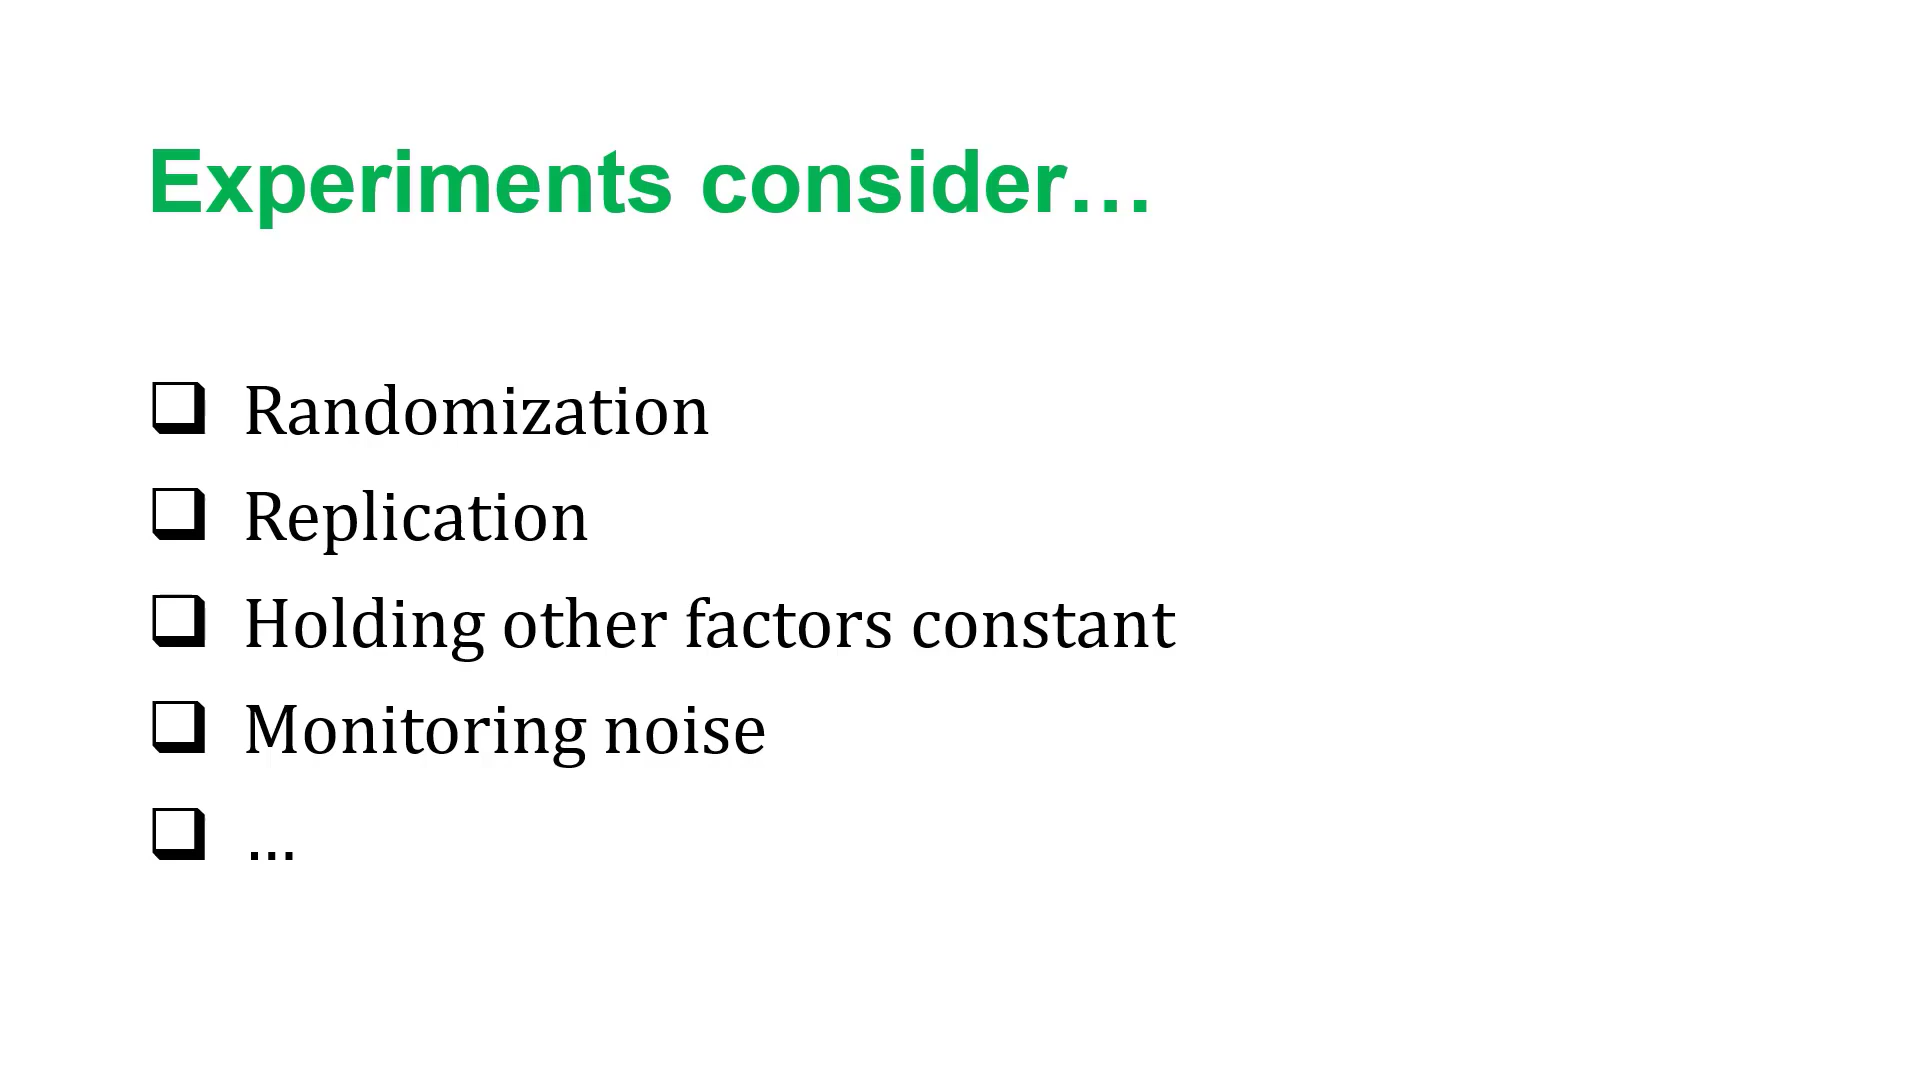 Experiments consider…
❑ Randomization
❑ Replication
❑ Holding other factors constant
❑ Monitoring noise
❑ …